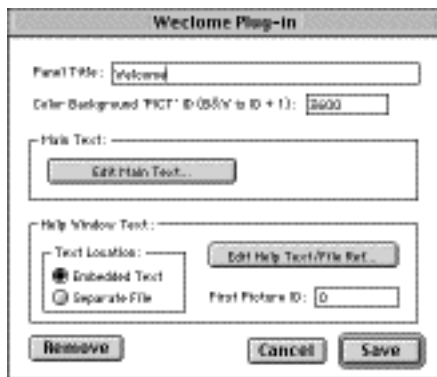 Weclome Plug-in
Panel Title: Welcome
Color Background 'PICT' ID (B&W is ID + 1): 3600
Main Text:
Edit Main Text...
Help Window Text:
Text Location:
Embedded Text
Separate File
Edit Help Text/File Ref...
First Picture ID: 0
Remove
Cancel
Save